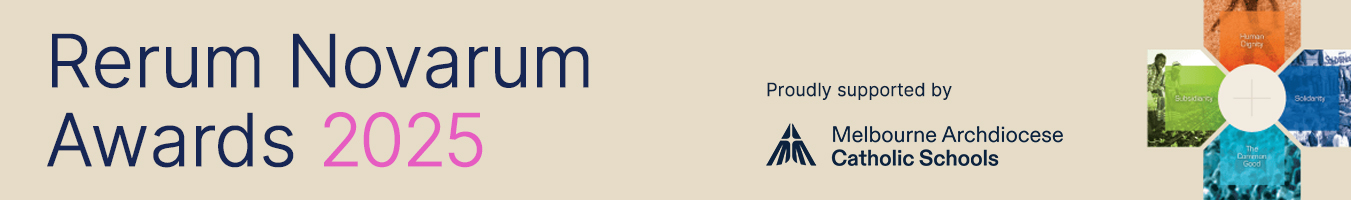 Rerum Novarum
Awards 2025
Proudly supported by
Melbourne Archdiocese
Catholic Schools
Human
Dignity
Subsidiarity
Solidarity
The
Common
Good